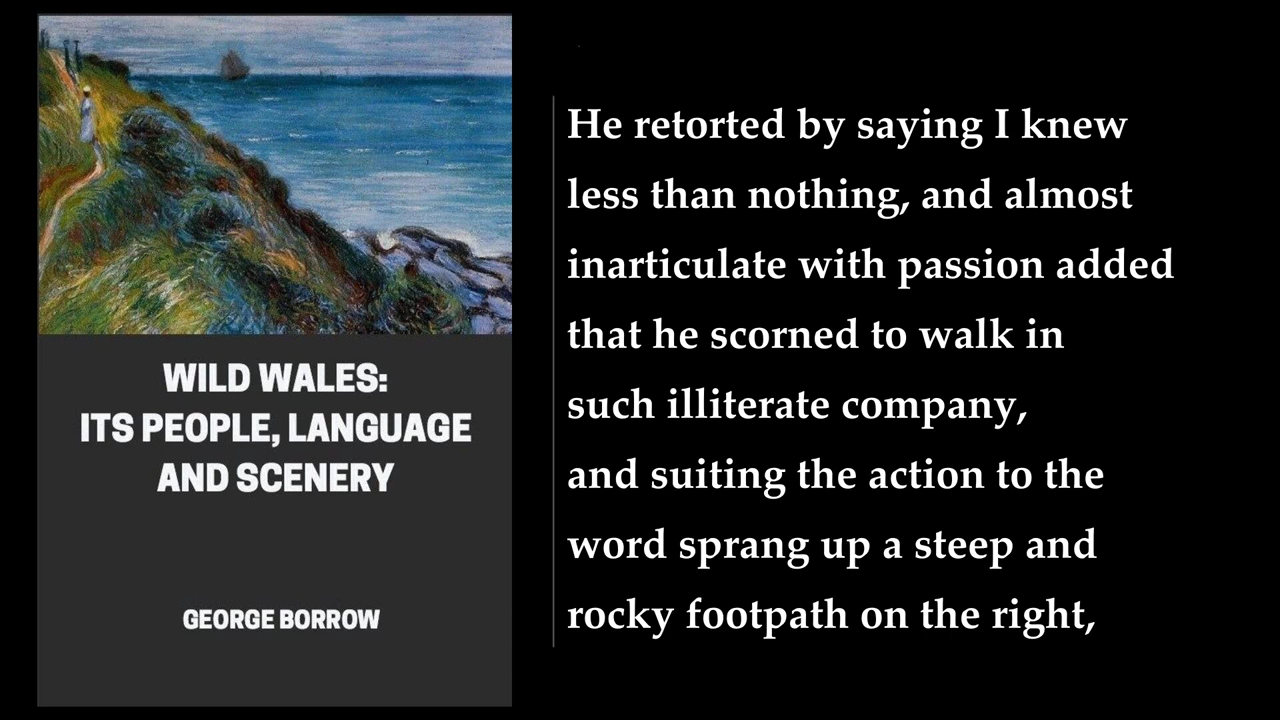 WILD WALES:
ITS PEOPLE, LANGUAGE
AND SCENERY
GEORGE BORROW
He retorted by saying I knew
less than nothing, and almost
inarticulate with passion added
that he scorned to walk in
such illiterate company,
and suiting the action to the
word sprang up a steep and
rocky footpath on the right,